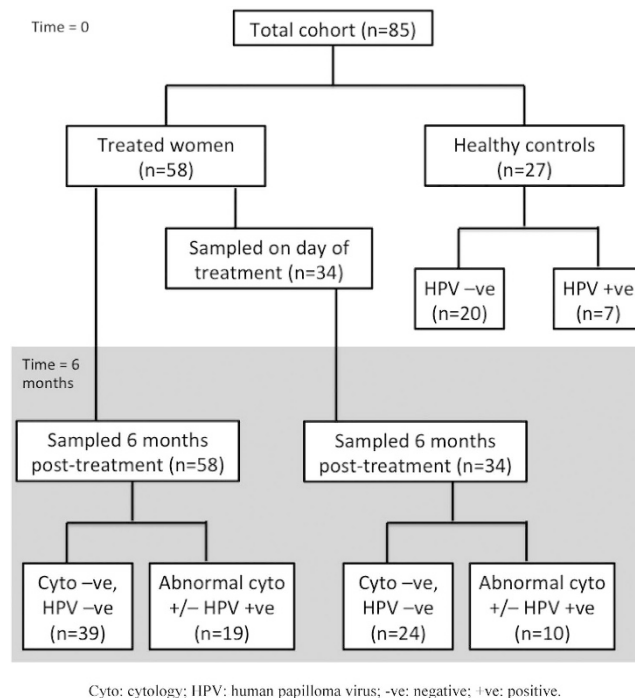 Time = 0
Total cohort (n=85)
Treated women
(n=58)
Healthy controls
(n=27)
Sampled on day of
treatment (n=34)
HPV –ve
(n=20)
HPV +ve
(n=7)
Time = 6
months
Sampled 6 months
post-treatment (n=58)
Sampled 6 months
post-treatment (n=34)
Cyto –ve,
HPV –ve
(n=39)
Abnormal cyto
+/– HPV +ve
(n=19)
Cyto –ve,
HPV –ve
(n=24)
Abnormal cyto
+/– HPV +ve
(n=10)
Cyto: cytology; HPV: human papilloma virus; -ve: negative; +ve: positive.